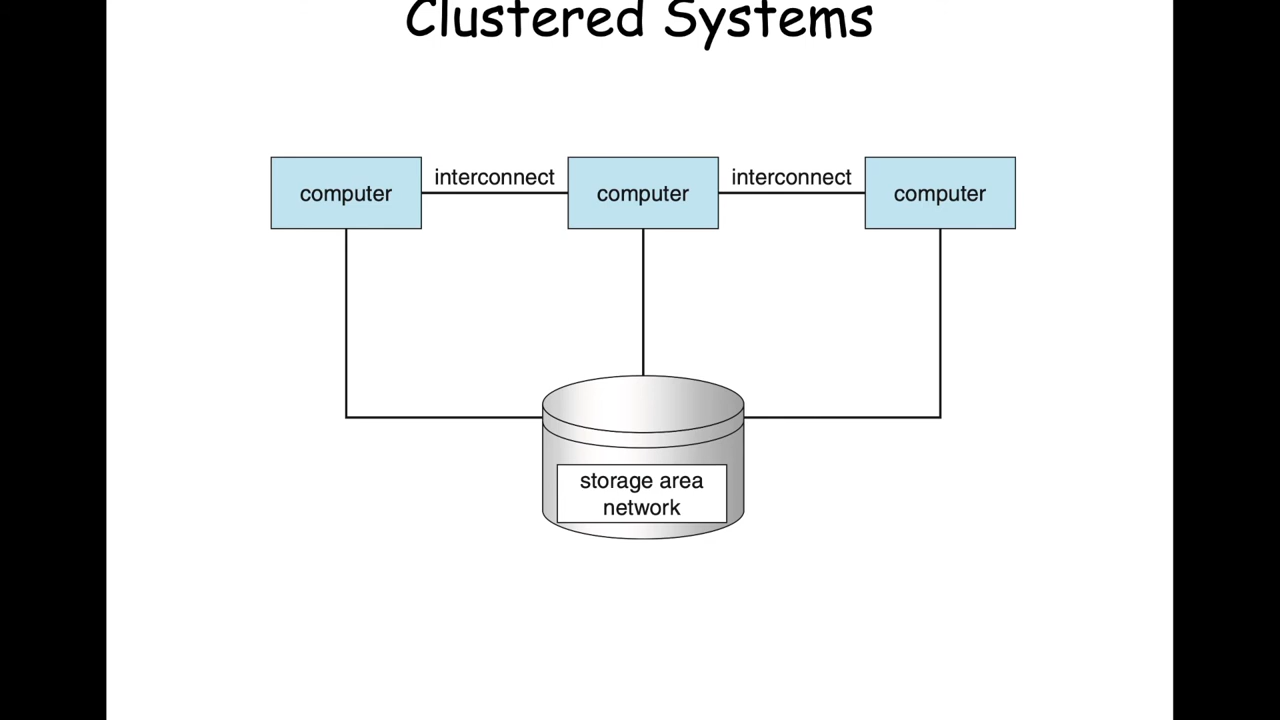 Clustered Systems
computer
interconnect
computer
interconnect
computer
storage area
network